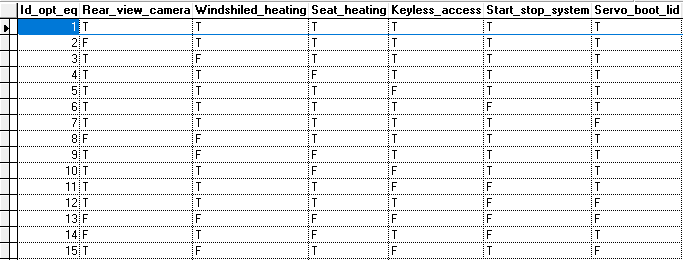 Id_opt_eq Rear_view_camera Windshiled_heating Seat_heating Keyless_access Start_stop_system Servo_boot_lid
1 T T T T T T
2 F T T T T T
3 T F T T T T
4 T T F T T T
5 T T T F T T
6 T T T T F T
7 T T T T T F
8 F F T T T T
9 T F F T T T
10 T T F F T T
11 T T T F F T
12 T T T T F F
13 F F F F F F
14 F T F T F T
15 T F T F T F